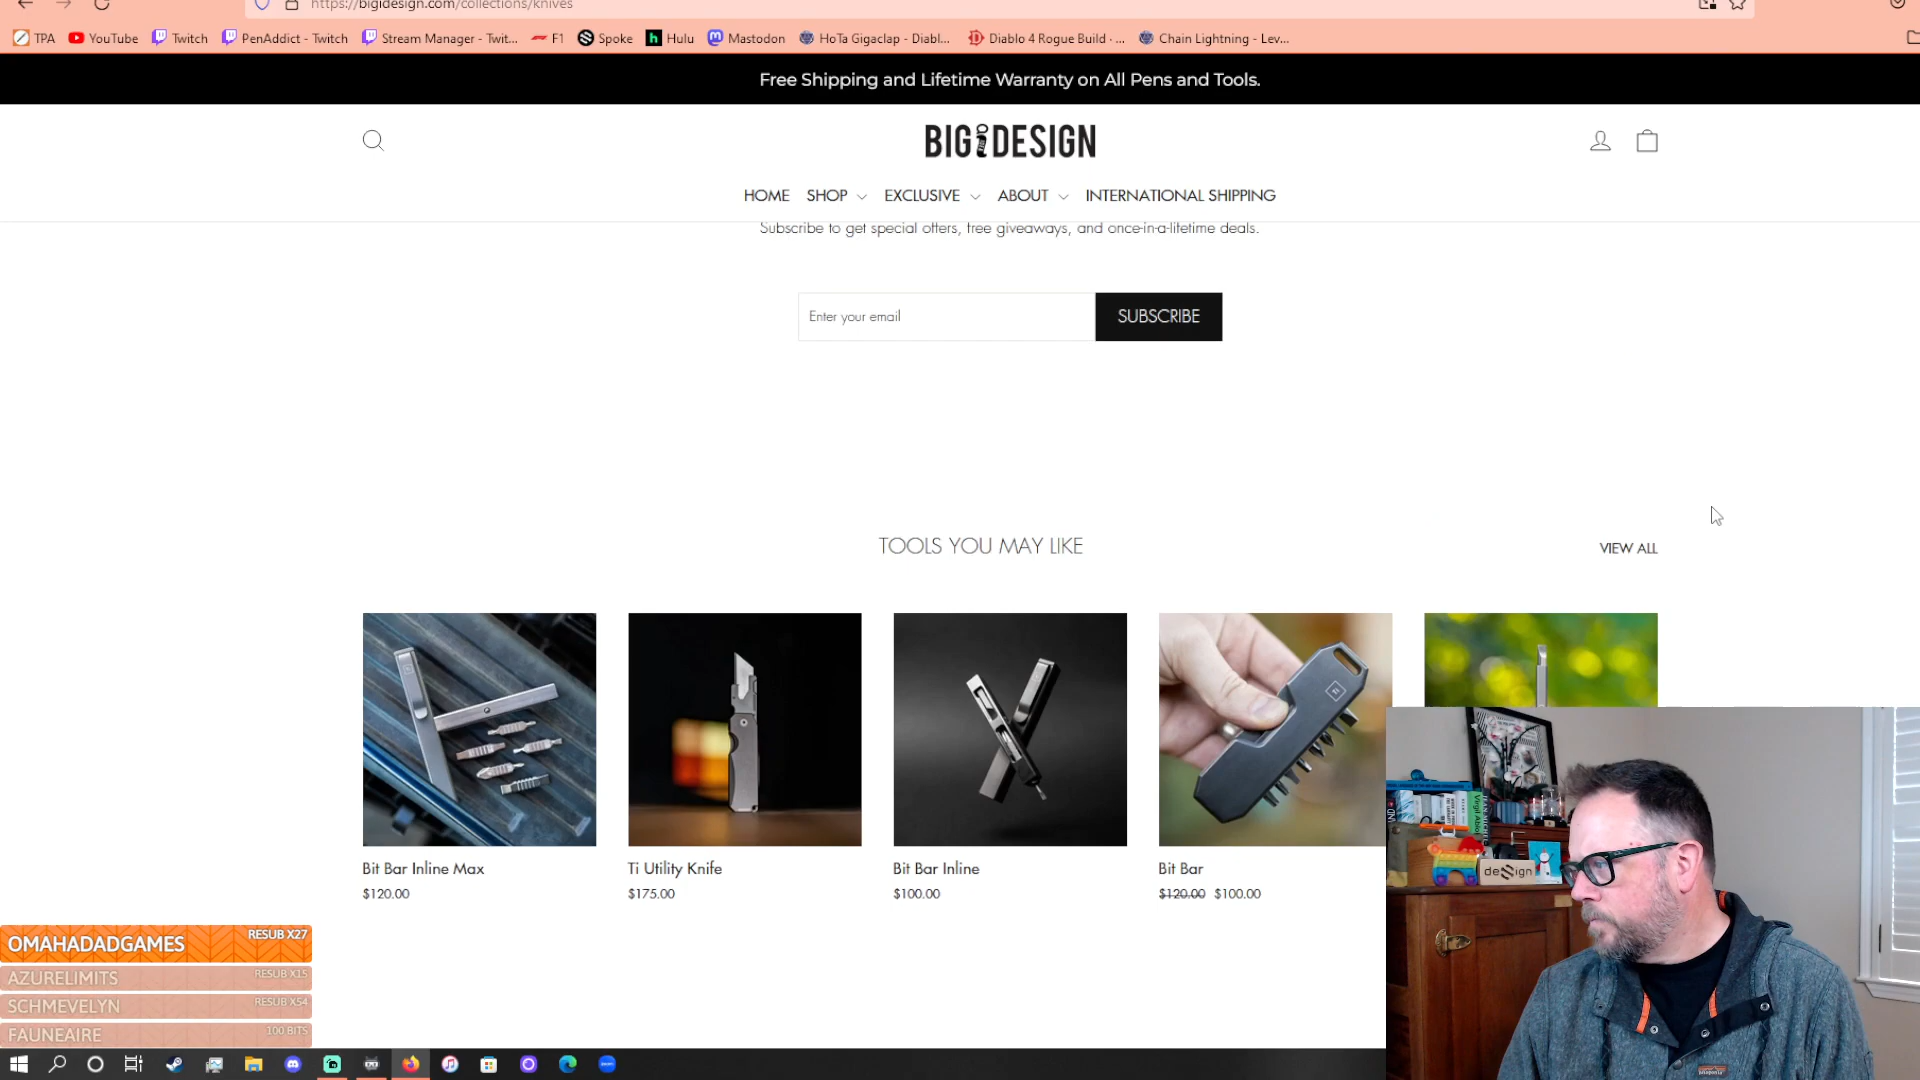 https://bigidesign.com/collections/knives
TPA YouTube Twitch PenAddict - Twitch Stream Manager - Twit... F1 Spoke Hulu Mastodon HoTa Gigaclap - Diabl... Diablo 4 Rogue Build · ... Chain Lightning - Lev...
Free Shipping and Lifetime Warranty on All Pens and Tools.
BIGiDESIGN
HOME SHOP EXCLUSIVE ABOUT INTERNATIONAL SHIPPING
Subscribe to get special offers, free giveaways, and once-in-a-lifetime deals.
Enter your email SUBSCRIBE
TOOLS YOU MAY LIKE VIEW ALL
Bit Bar Inline Max
$120.00
Ti Utility Knife
$175.00
Bit Bar Inline
$100.00
Bit Bar
$120.00 $100.00
Virgil Abloh
OMAHADADGAMES RESUB X27
AZURELIMITS RESUB X15
SCHMEVELYN RESUB X54
FAUNEAIRE 100 BITS